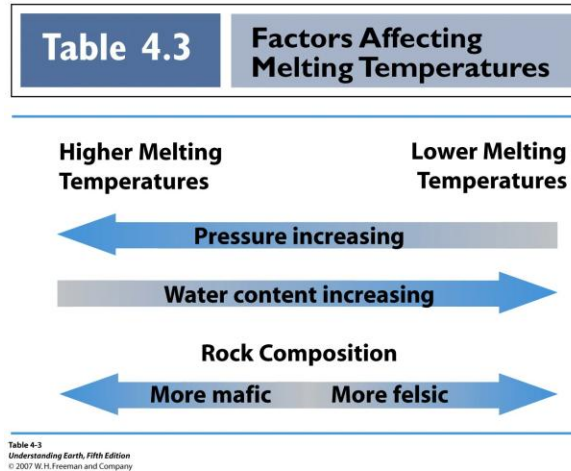 Table 4.3
Factors Affecting
Melting Temperatures
Higher Melting
Temperatures
Lower Melting
Temperatures
Pressure increasing
Water content increasing
Rock Composition
More mafic
More felsic
Table 4-3
Understanding Earth, Fifth Edition
© 2007 W. H. Freeman and Company